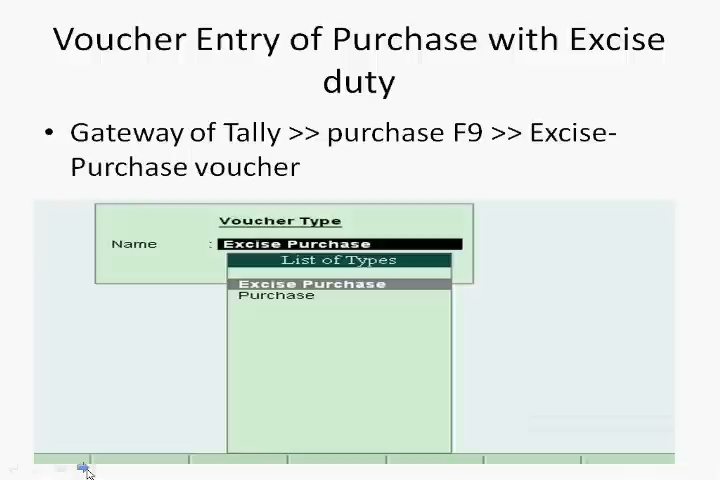 Voucher Entry of Purchase with Excise
duty
• Gateway of Tally >> purchase F9 >> Excise-
Purchase voucher
Voucher Type
Name : Excise Purchase
List of Types
Excise Purchase
Purchase